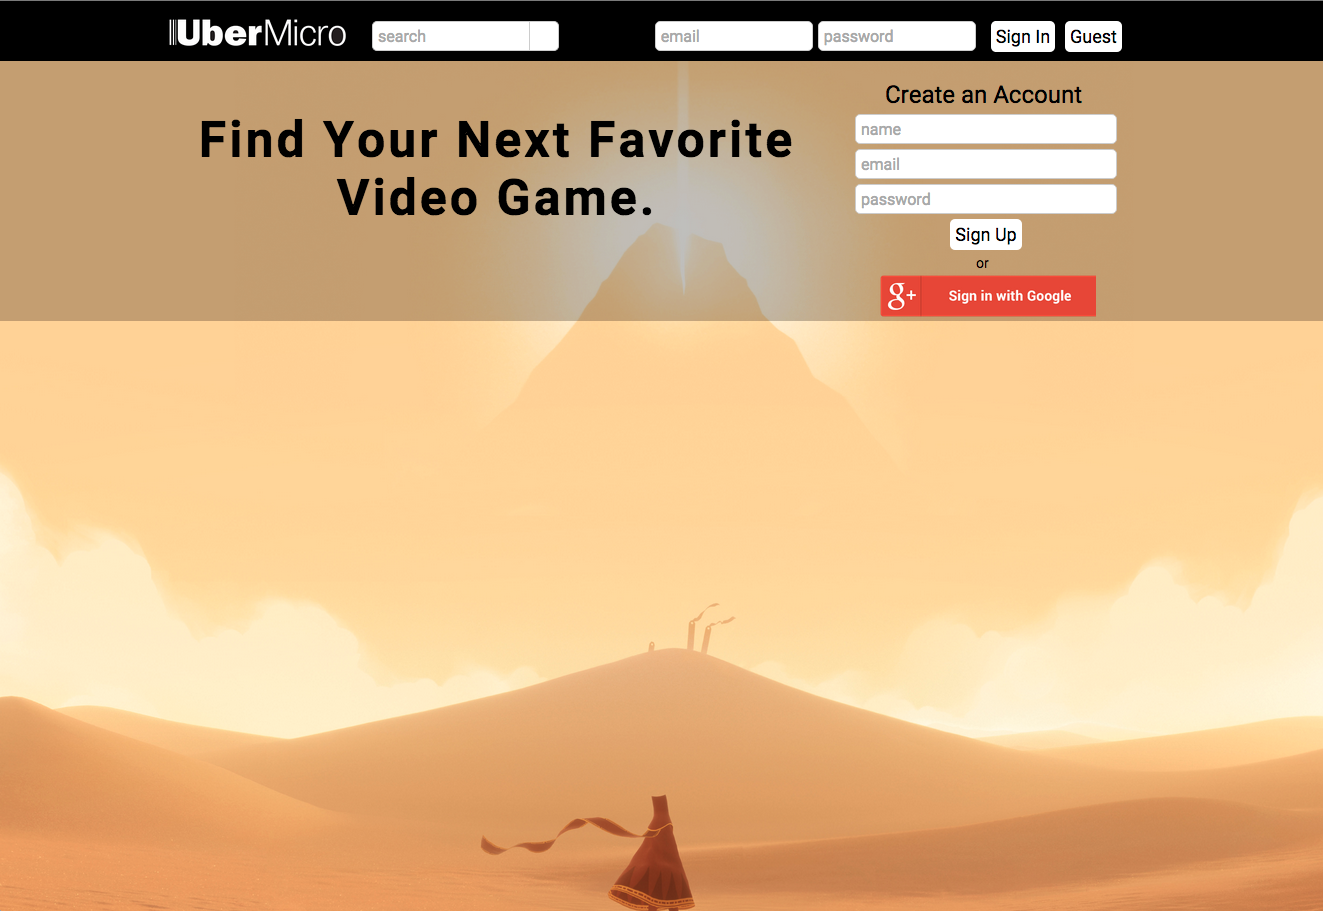 UberMicro
search
email
password
Sign In
Guest
Find Your Next Favorite
Video Game.
Create an Account
name
email
password
Sign Up
or
g+ Sign in with Google